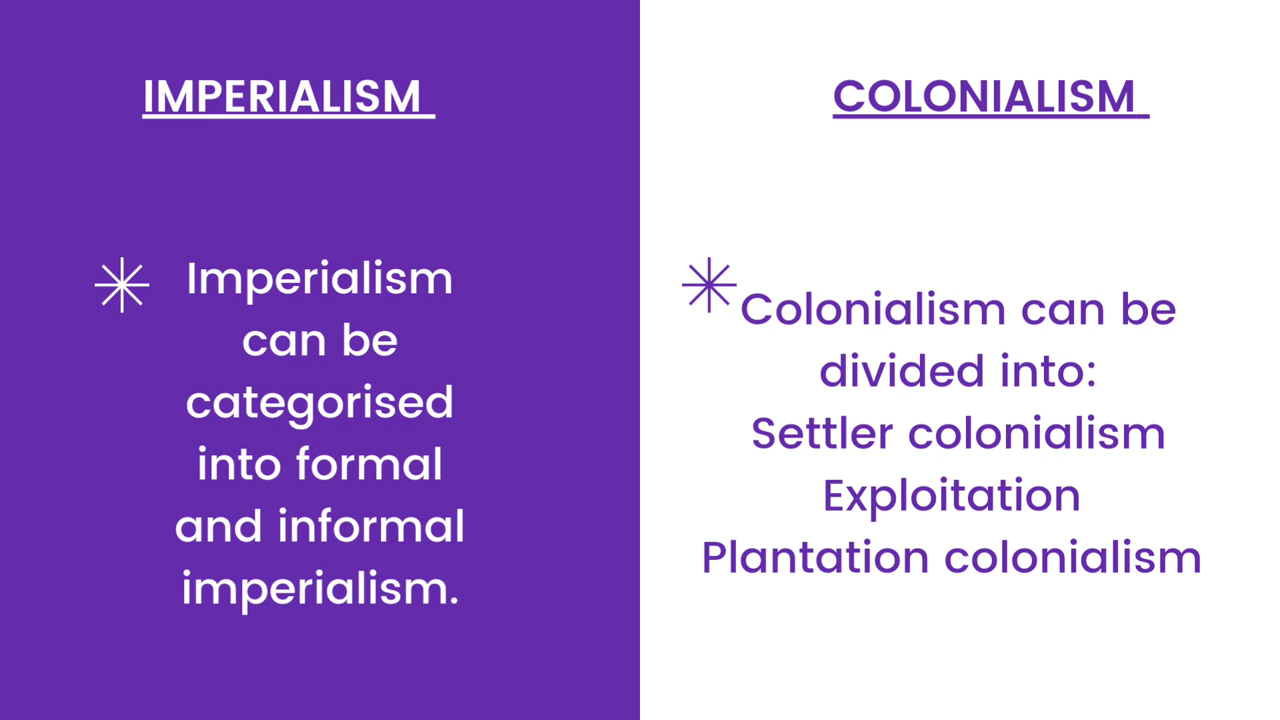 IMPERIALISM
Imperialism
can be
categorised
into formal
and informal
imperialism.
COLONIALISM
Colonialism can be
divided into:
Settler colonialism
Exploitation
Plantation colonialism